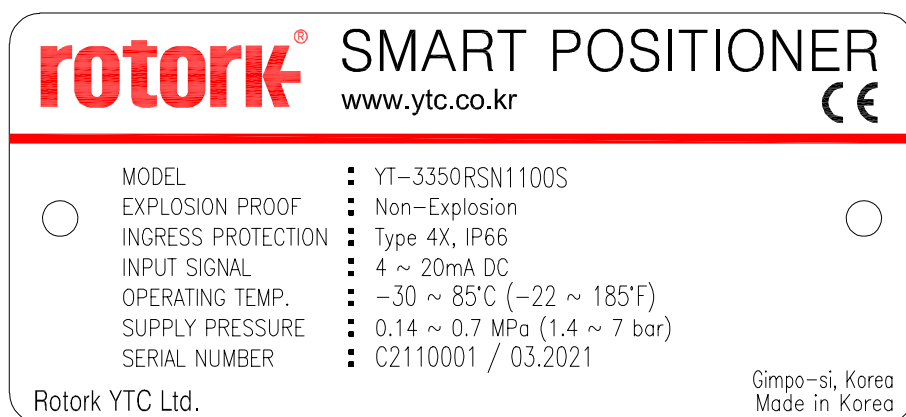 rotork® SMART POSITIONER
www.ytc.co.kr
CE
MODEL : YT-3350RSN1100S
EXPLOSION PROOF : Non-Explosion
INGRESS PROTECTION : Type 4X, IP66
INPUT SIGNAL : 4 ~ 20mA DC
OPERATING TEMP. : -30 ~ 85°C (-22 ~ 185°F)
SUPPLY PRESSURE : 0.14 ~ 0.7 MPa (1.4 ~ 7 bar)
SERIAL NUMBER : C2110001 / 03.2021
Rotork YTC Ltd.
Gimpo-si, Korea
Made in Korea